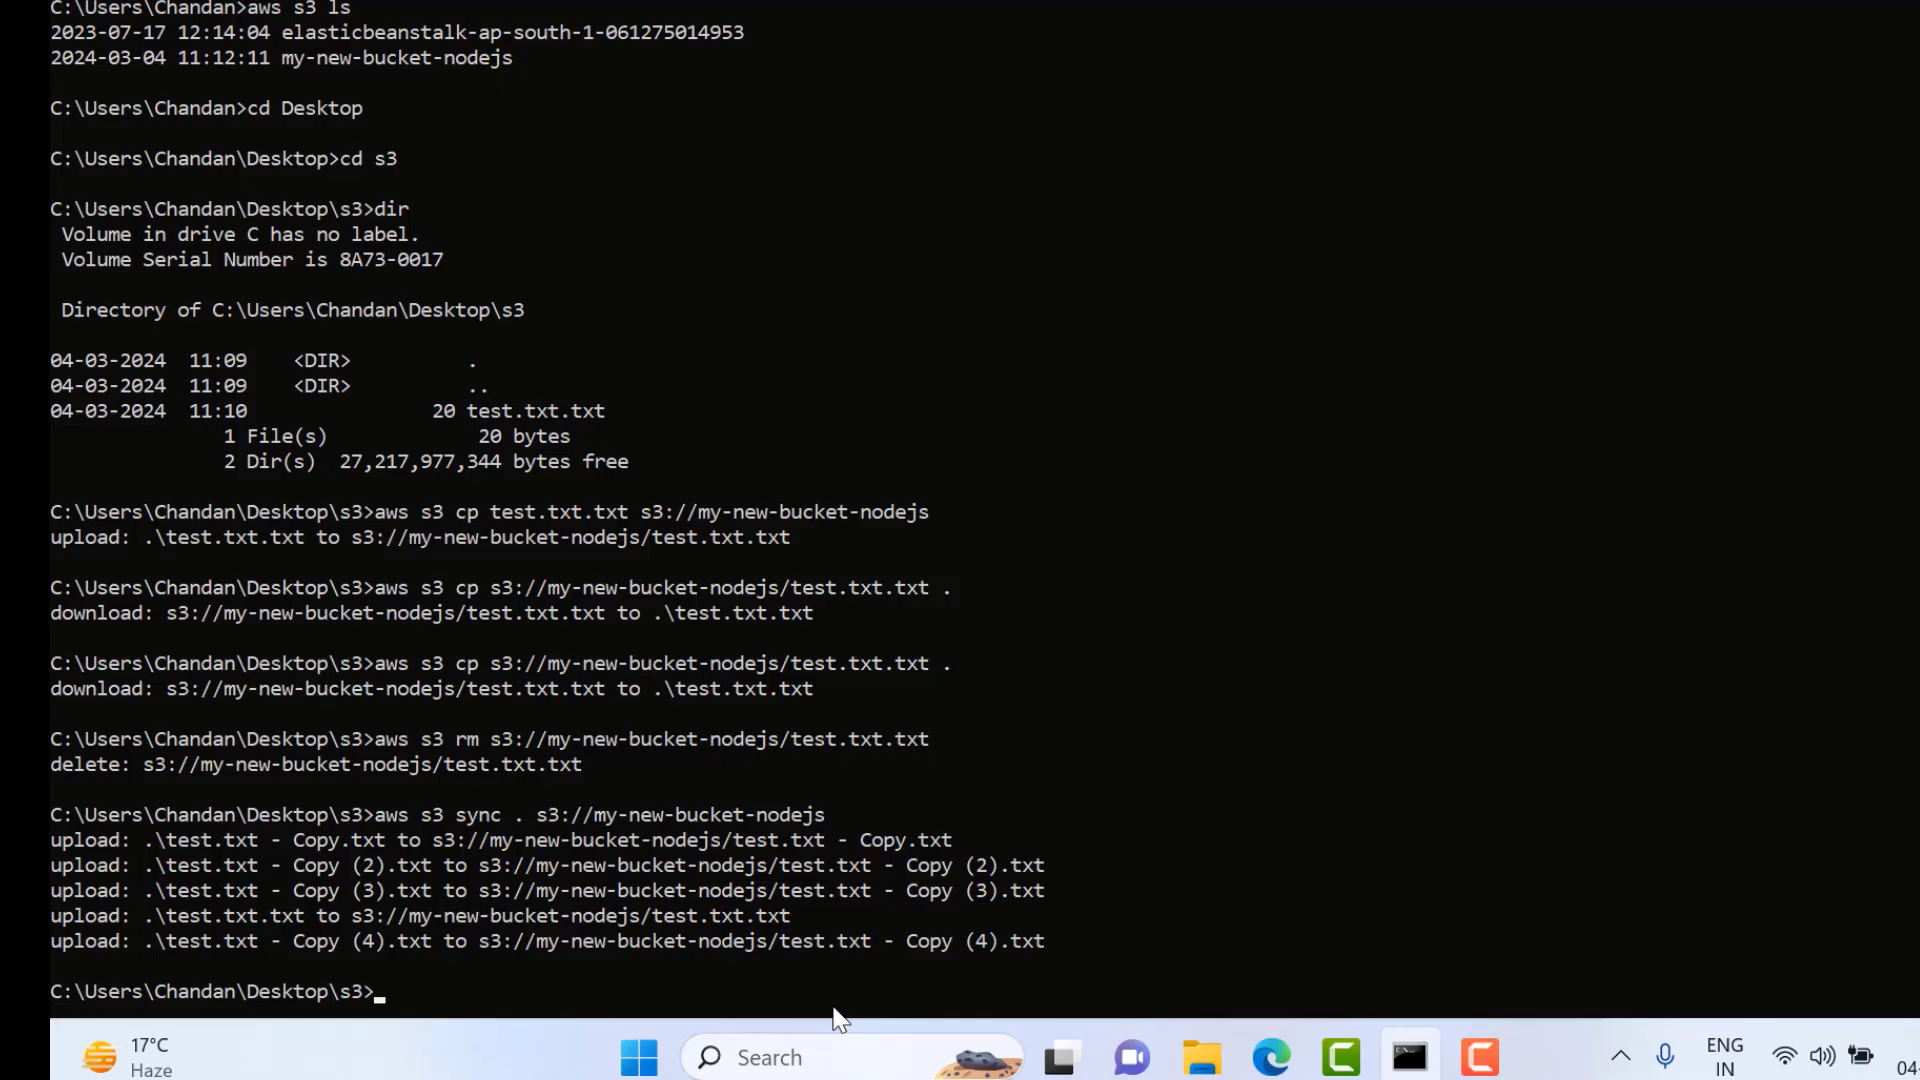 C:\Users\Chandan>aws s3 ls
2023-07-17 12:14:04 elasticbeanstalk-ap-south-1-061275014953
2024-03-04 11:12:11 my-new-bucket-nodejs
C:\Users\Chandan>cd Desktop
C:\Users\Chandan\Desktop>cd s3
C:\Users\Chandan\Desktop\s3>dir
Volume in drive C has no label.
Volume Serial Number is 8A73-0017
Directory of C:\Users\Chandan\Desktop\s3
04-03-2024  11:09    <DIR>          .
04-03-2024  11:09    <DIR>          ..
04-03-2024  11:10                20 test.txt.txt
1 File(s)             20 bytes
2 Dir(s)  27,217,977,344 bytes free
C:\Users\Chandan\Desktop\s3>aws s3 cp test.txt.txt s3://my-new-bucket-nodejs
upload: .\test.txt.txt to s3://my-new-bucket-nodejs/test.txt.txt
C:\Users\Chandan\Desktop\s3>aws s3 cp s3://my-new-bucket-nodejs/test.txt.txt .
download: s3://my-new-bucket-nodejs/test.txt.txt to .\test.txt.txt
C:\Users\Chandan\Desktop\s3>aws s3 cp s3://my-new-bucket-nodejs/test.txt.txt .
download: s3://my-new-bucket-nodejs/test.txt.txt to .\test.txt.txt
C:\Users\Chandan\Desktop\s3>aws s3 rm s3://my-new-bucket-nodejs/test.txt.txt
delete: s3://my-new-bucket-nodejs/test.txt.txt
C:\Users\Chandan\Desktop\s3>aws s3 sync . s3://my-new-bucket-nodejs
upload: .\test.txt - Copy.txt to s3://my-new-bucket-nodejs/test.txt - Copy.txt
upload: .\test.txt - Copy (2).txt to s3://my-new-bucket-nodejs/test.txt - Copy (2).txt
upload: .\test.txt - Copy (3).txt to s3://my-new-bucket-nodejs/test.txt - Copy (3).txt
upload: .\test.txt.txt to s3://my-new-bucket-nodejs/test.txt.txt
upload: .\test.txt - Copy (4).txt to s3://my-new-bucket-nodejs/test.txt - Copy (4).txt
C:\Users\Chandan\Desktop\s3>
17°C
Haze
Search
ENG
IN
04-